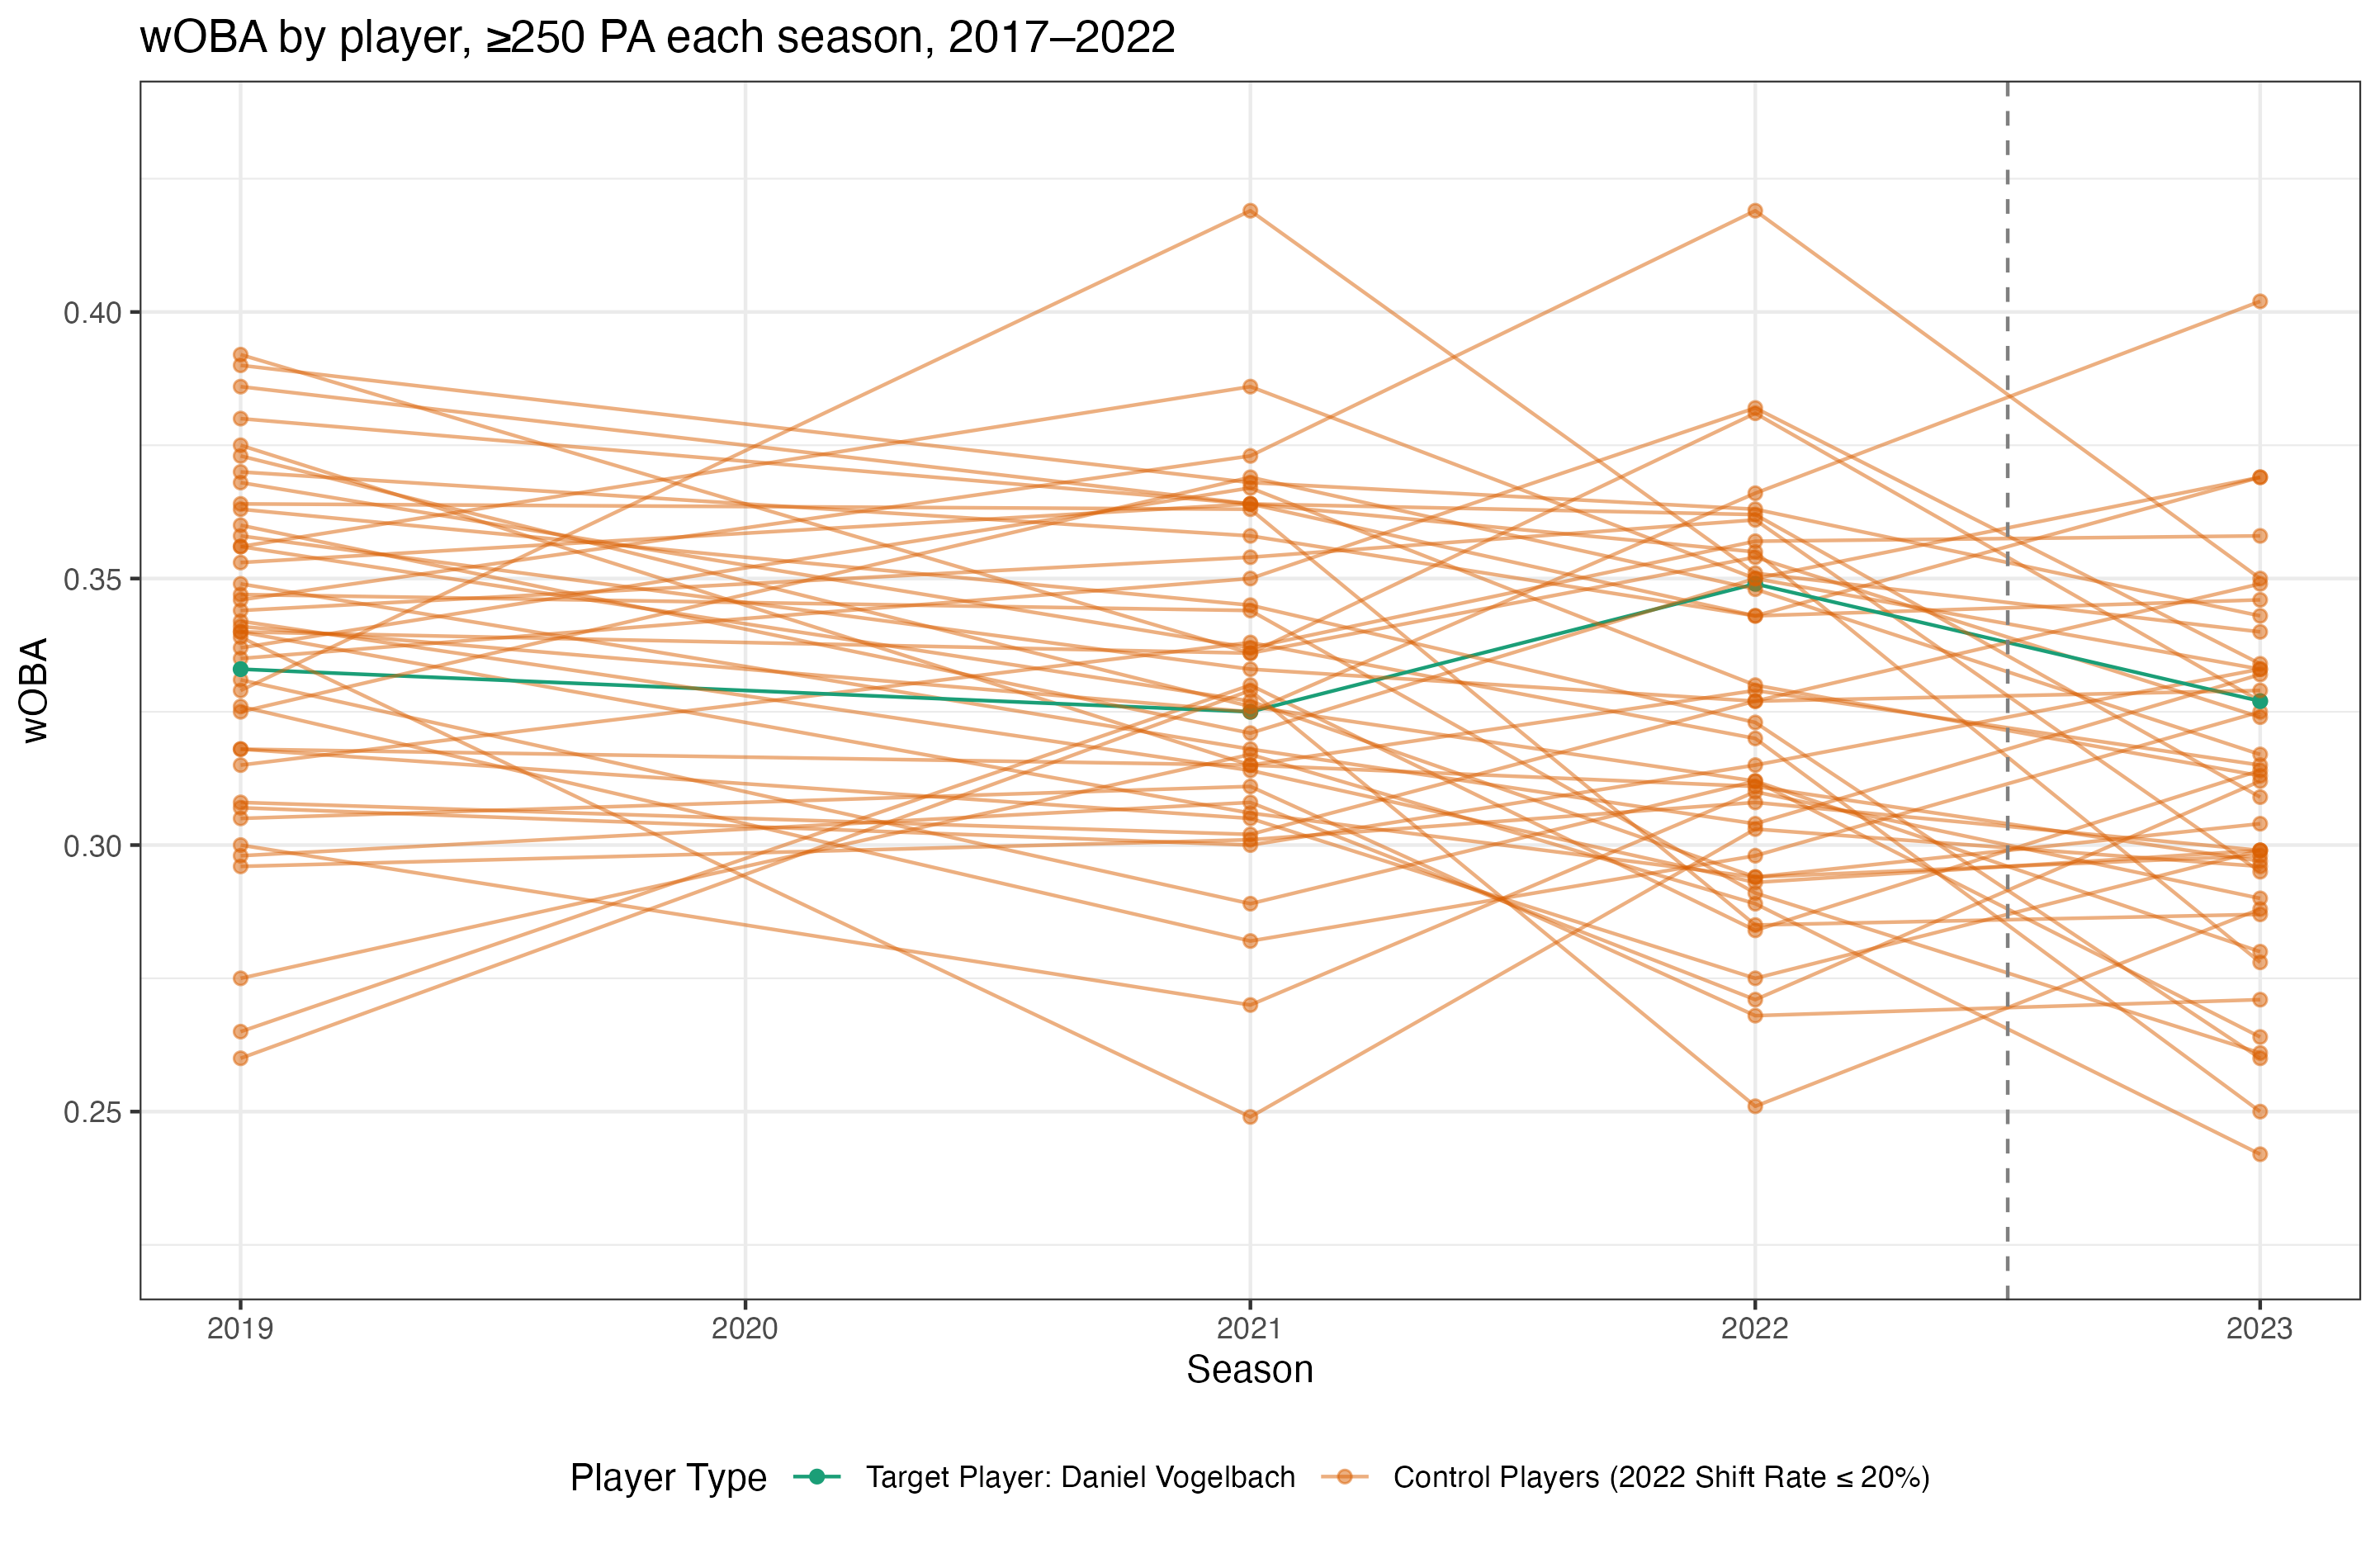 wOBA by player, ≥250 PA each season, 2017–2022
wOBA
0.40
0.35
0.30
0.25
2019 2020 2021 2022 2023
Season
Player Type Target Player: Daniel Vogelbach Control Players (2022 Shift Rate ≤ 20%)